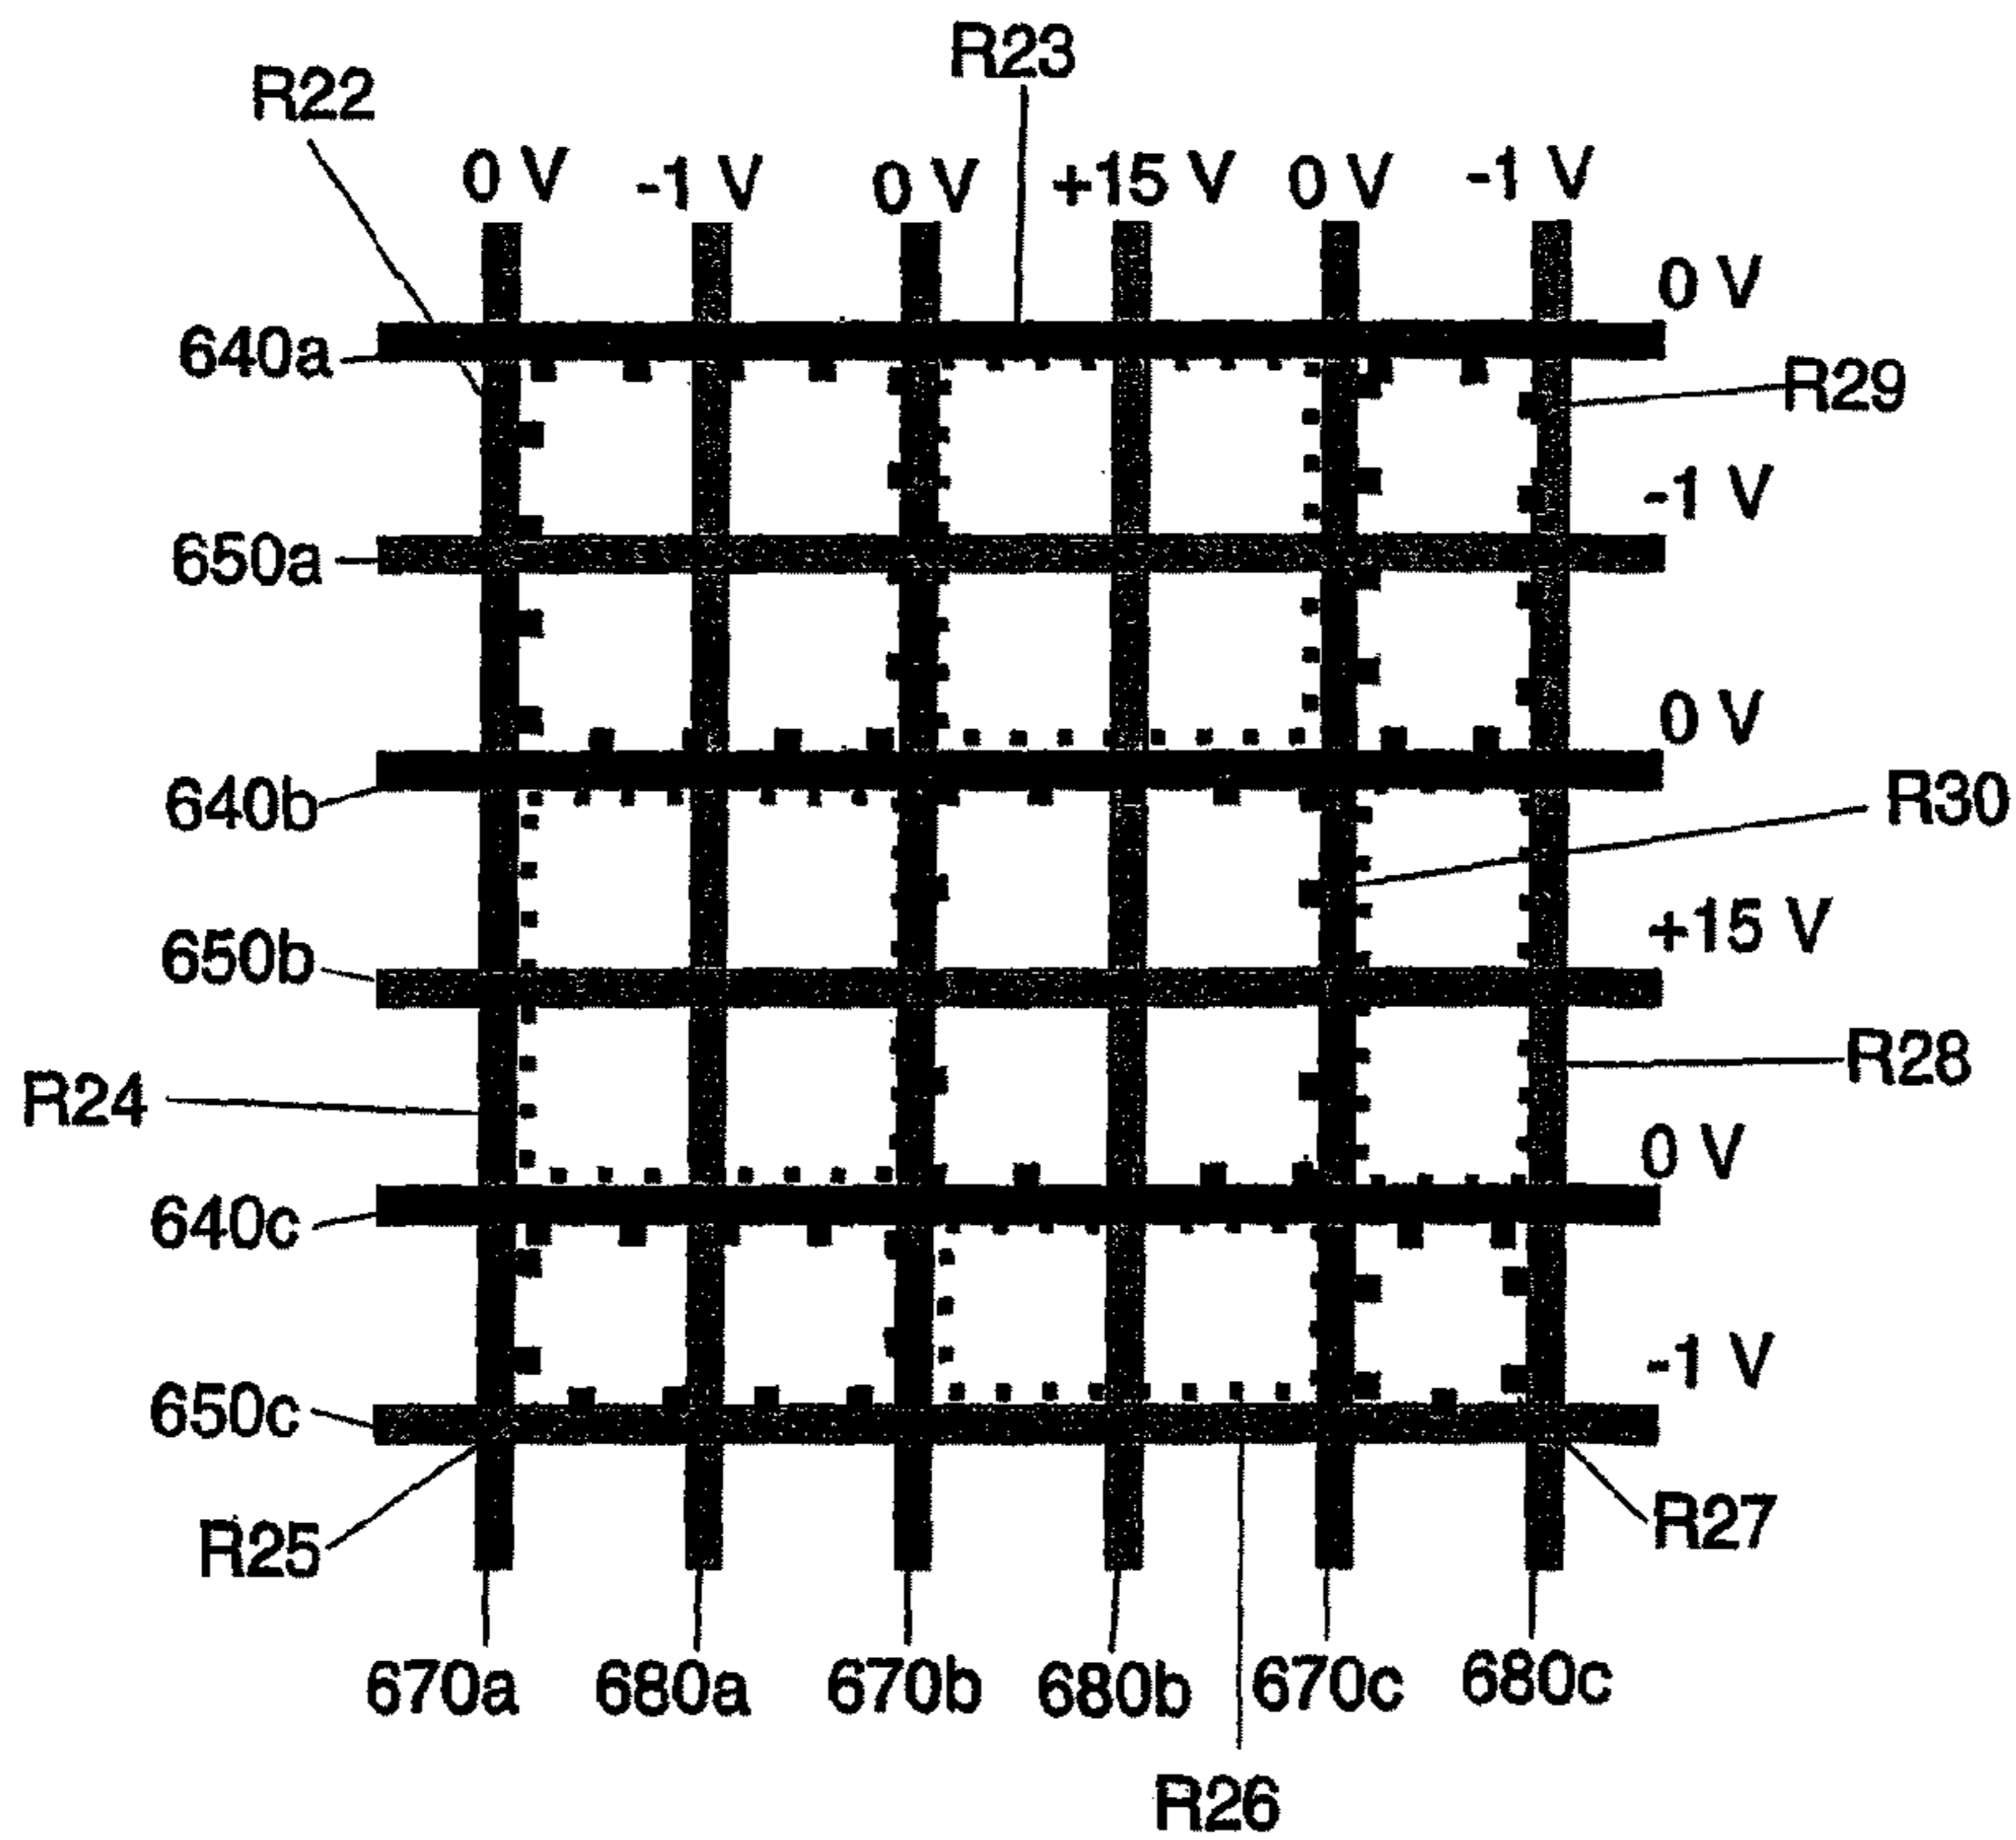 R23
R22
0 V
-1 V
0 V
+15 V
0 V
-1 V
0 V
640a
R29
-1 V
650a
0 V
640b
R30
+15 V
650b
R28
R24
0 V
640c
-1 V
650c
R25
R27
670a
680a
670b
680b
670c
680c
R26